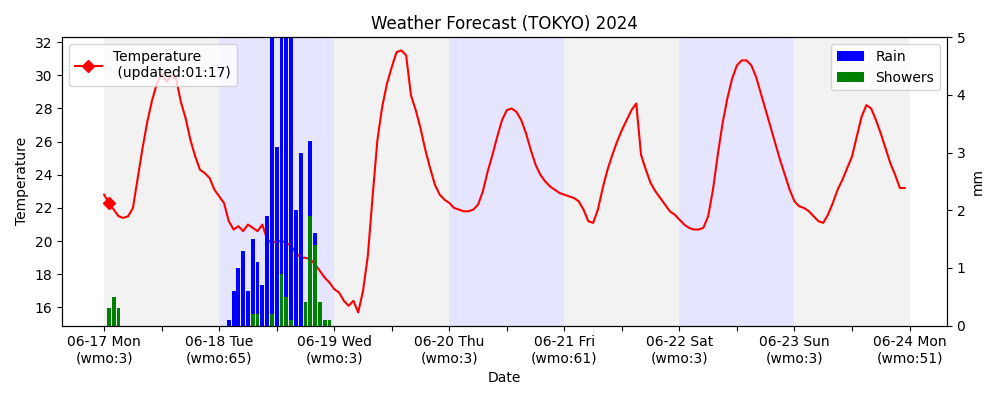 Weather Forecast (TOKYO) 2024
Temperature
(updated:01:17)
Rain
Showers
32
30
28
26
24
22
20
18
16
Temperature
5
4
3
2
1
0
mm
06-17 Mon 06-18 Tue 06-19 Wed 06-20 Thu 06-21 Fri 06-22 Sat 06-23 Sun 06-24 Mon
(wmo:3) (wmo:65) (wmo:3) (wmo:3) (wmo:61) (wmo:3) (wmo:3) (wmo:51)
Date